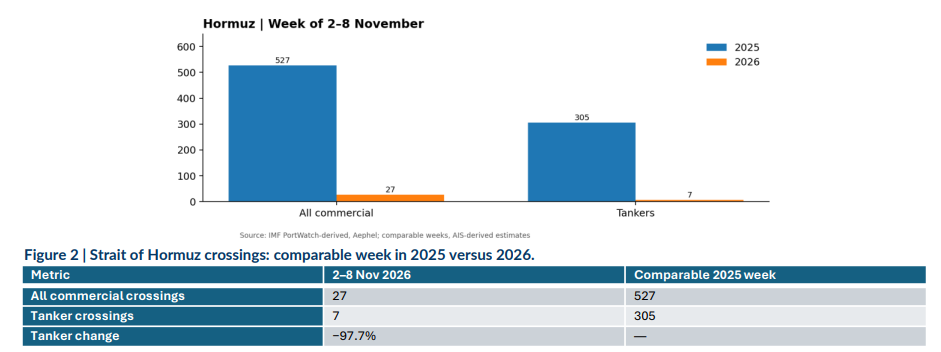 Hormuz | Week of 2–8 November
2025
2026
600
500
400
300
200
100
0
527
27
305
7
All commercial
Tankers
Source: IMF PortWatch-derived, Aephel; comparable weeks, AIS-derived estimates
Figure 2 | Strait of Hormuz crossings: comparable week in 2025 versus 2026.
Metric 2–8 Nov 2026 Comparable 2025 week
All commercial crossings 27 527
Tanker crossings 7 305
Tanker change −97.7% —